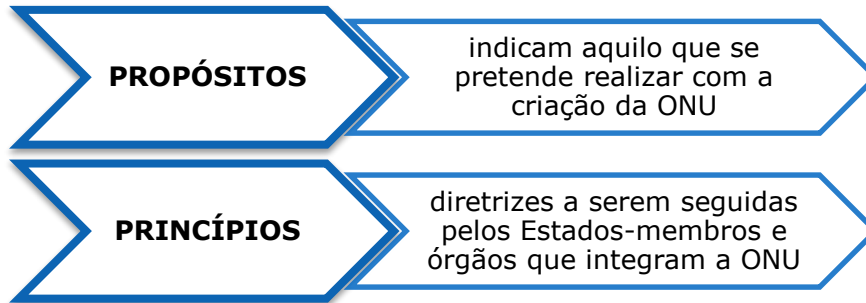 PROPÓSITOS
indicam aquilo que se
pretende realizar com a
criação da ONU
PRINCÍPIOS
diretrizes a serem seguidas
pelos Estados-membros e
órgãos que integram a ONU